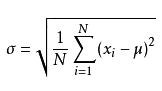 σ = √(1/N ∑_{i=1}^{N} (x_i − μ)²)